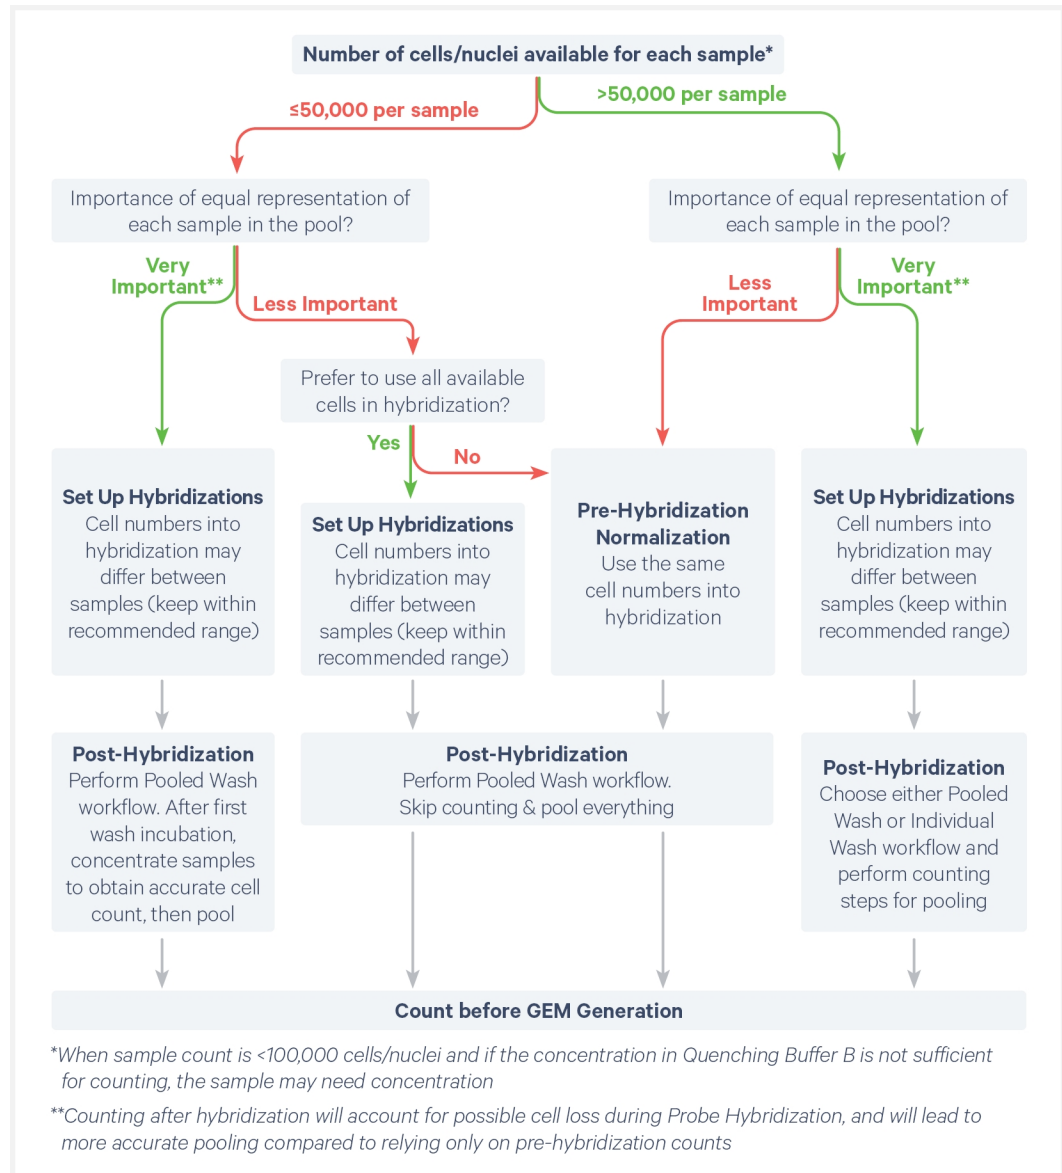 Number of cells/nuclei available for each sample*
≤50,000 per sample
>50,000 per sample
Importance of equal representation of
each sample in the pool?
Importance of equal representation of
each sample in the pool?
Very
Important**
Less Important
Less
Important
Very
Important**
Prefer to use all available
cells in hybridization?
Yes
No
Set Up Hybridizations
Cell numbers into
hybridization may
differ between
samples (keep within
recommended range)
Set Up Hybridizations
Cell numbers into
hybridization may
differ between
samples (keep within
recommended range)
Pre-Hybridization
Normalization
Use the same
cell numbers into
hybridization
Set Up Hybridizations
Cell numbers into
hybridization may
differ between
samples (keep within
recommended range)
Post-Hybridization
Perform Pooled Wash
workflow. After first
wash incubation,
concentrate samples
to obtain accurate cell
count, then pool
Post-Hybridization
Perform Pooled Wash workflow.
Skip counting & pool everything
Post-Hybridization
Choose either Pooled
Wash or Individual
Wash workflow and
perform counting
steps for pooling
Count before GEM Generation
*When sample count is <100,000 cells/nuclei and if the concentration in Quenching Buffer B is not sufficient
for counting, the sample may need concentration
**Counting after hybridization will account for possible cell loss during Probe Hybridization, and will lead to
more accurate pooling compared to relying only on pre-hybridization counts